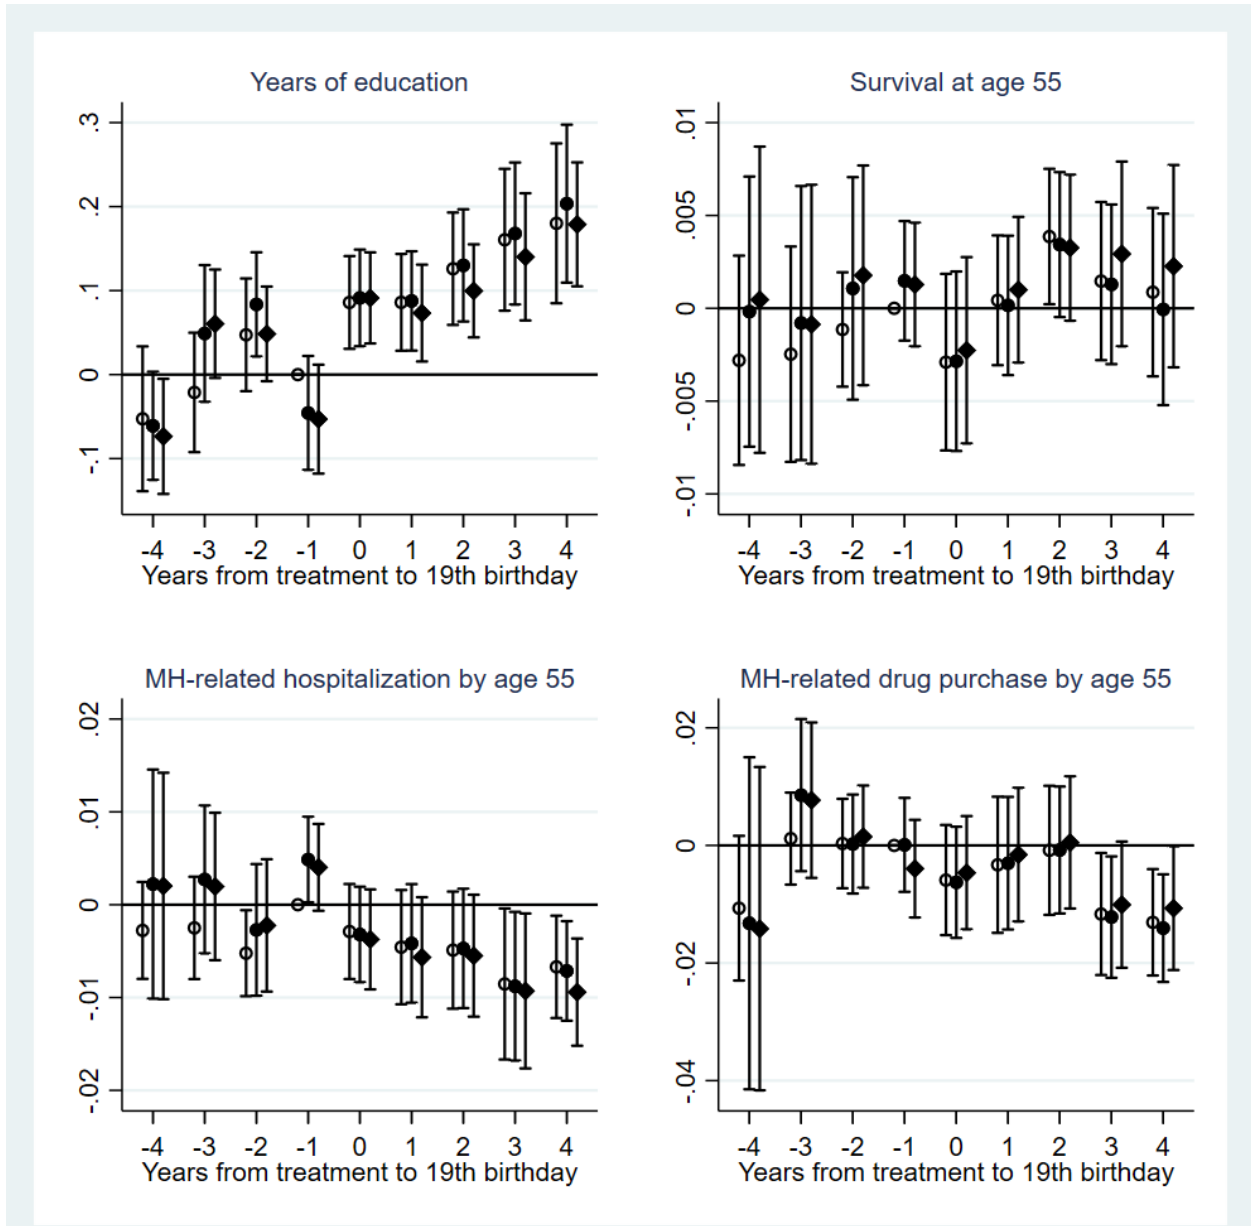 Years of education
.3
.2
.1
0
-.1
-4 -3 -2 -1 0 1 2 3 4
Years from treatment to 19th birthday
Survival at age 55
.01
.005
0
-.005
-.01
-4 -3 -2 -1 0 1 2 3 4
Years from treatment to 19th birthday
MH-related hospitalization by age 55
.02
.01
0
-.01
-.02
-4 -3 -2 -1 0 1 2 3 4
Years from treatment to 19th birthday
MH-related drug purchase by age 55
.02
0
-.02
-.04
-4 -3 -2 -1 0 1 2 3 4
Years from treatment to 19th birthday